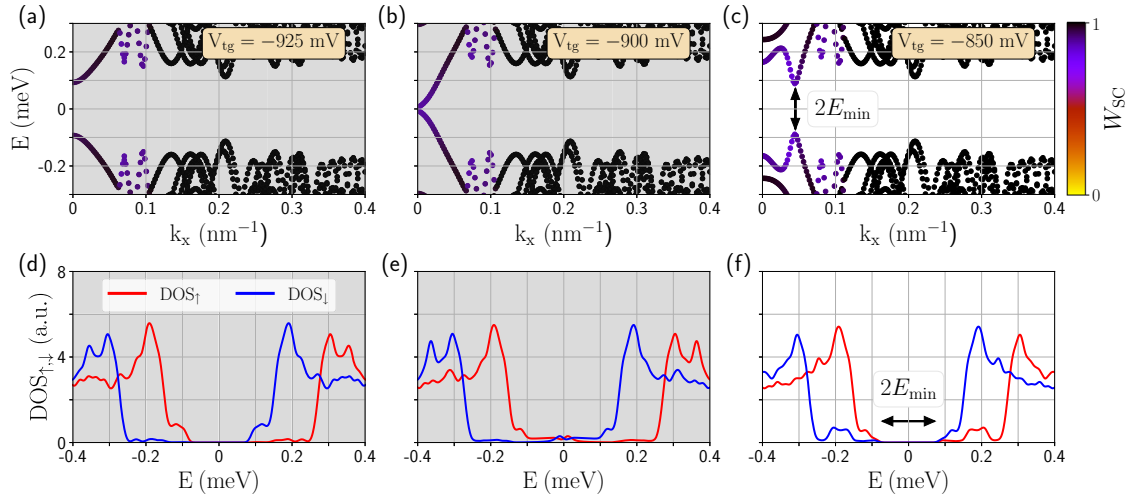 (a) (b) (c)
V_tg = −925 mV V_tg = −900 mV V_tg = −850 mV
E (meV)
0.2
0
-0.2
0 0.1 0.2 0.3 0.4
k_x (nm⁻¹)
0 0.1 0.2 0.3 0.4
k_x (nm⁻¹)
2E_min
0 0.1 0.2 0.3 0.4
k_x (nm⁻¹)
1
0
W_SC
(d) (e) (f)
DOS↑,↓ (a.u.)
8
4
0
DOS↑ DOS↓
-0.4 -0.2 0 0.2 0.4
E (meV)
-0.4 -0.2 0 0.2 0.4
E (meV)
2E_min
-0.4 -0.2 0 0.2 0.4
E (meV)